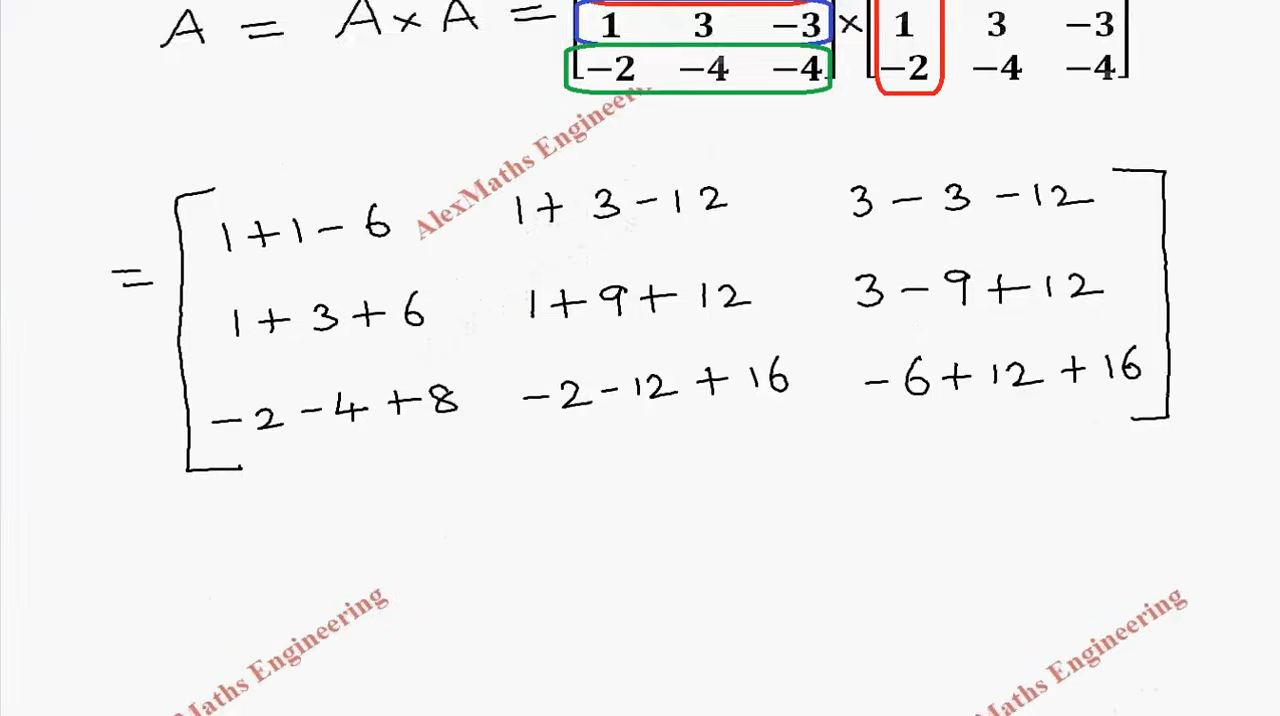 A = A × A = 1 3 -3 × 1 3 -3
-2 -4 -4 -2 -4 -4
AlexMaths Engineering
1+1-6 1+3-12 3-3-12
=
1+3+6 1+9+12 3-9+12
-2-4+8 -2-12+16 -6+12+16
Maths Engineering
Maths Engineering